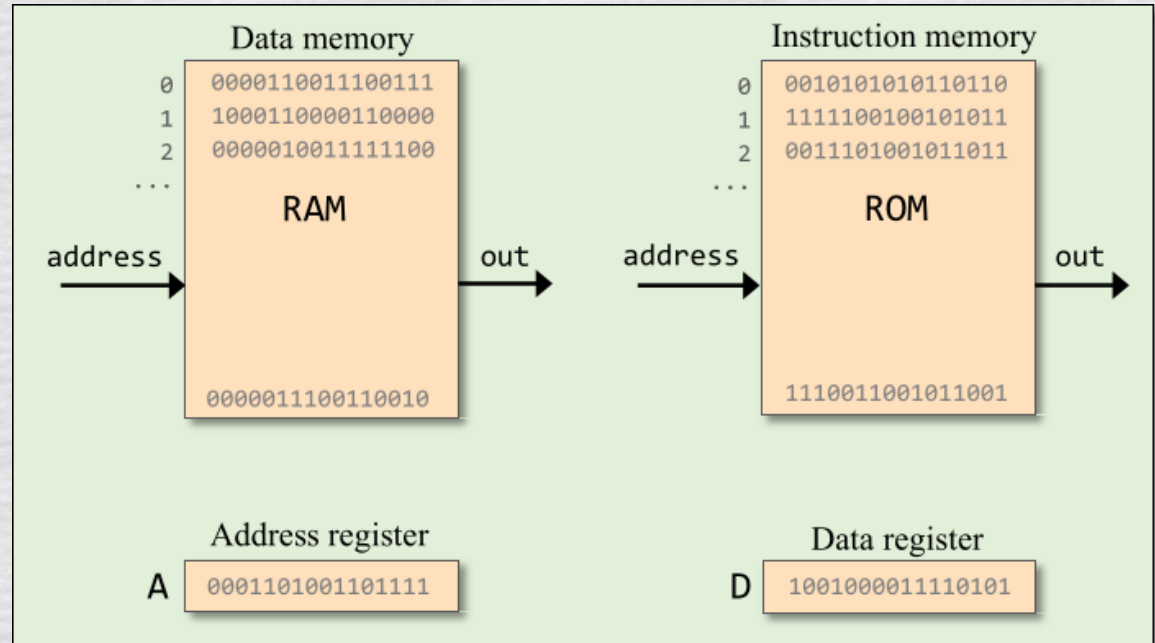 Data memory
0 0000110011100111
1 1000110000110000
2 0000010011111100
...
RAM
address
out
0000011100110010
Instruction memory
0 0010101010110110
1 1111100100101011
2 0011101001011011
...
ROM
address
out
1110011001011001
Address register
A 0001101001101111
Data register
D 1001000011110101